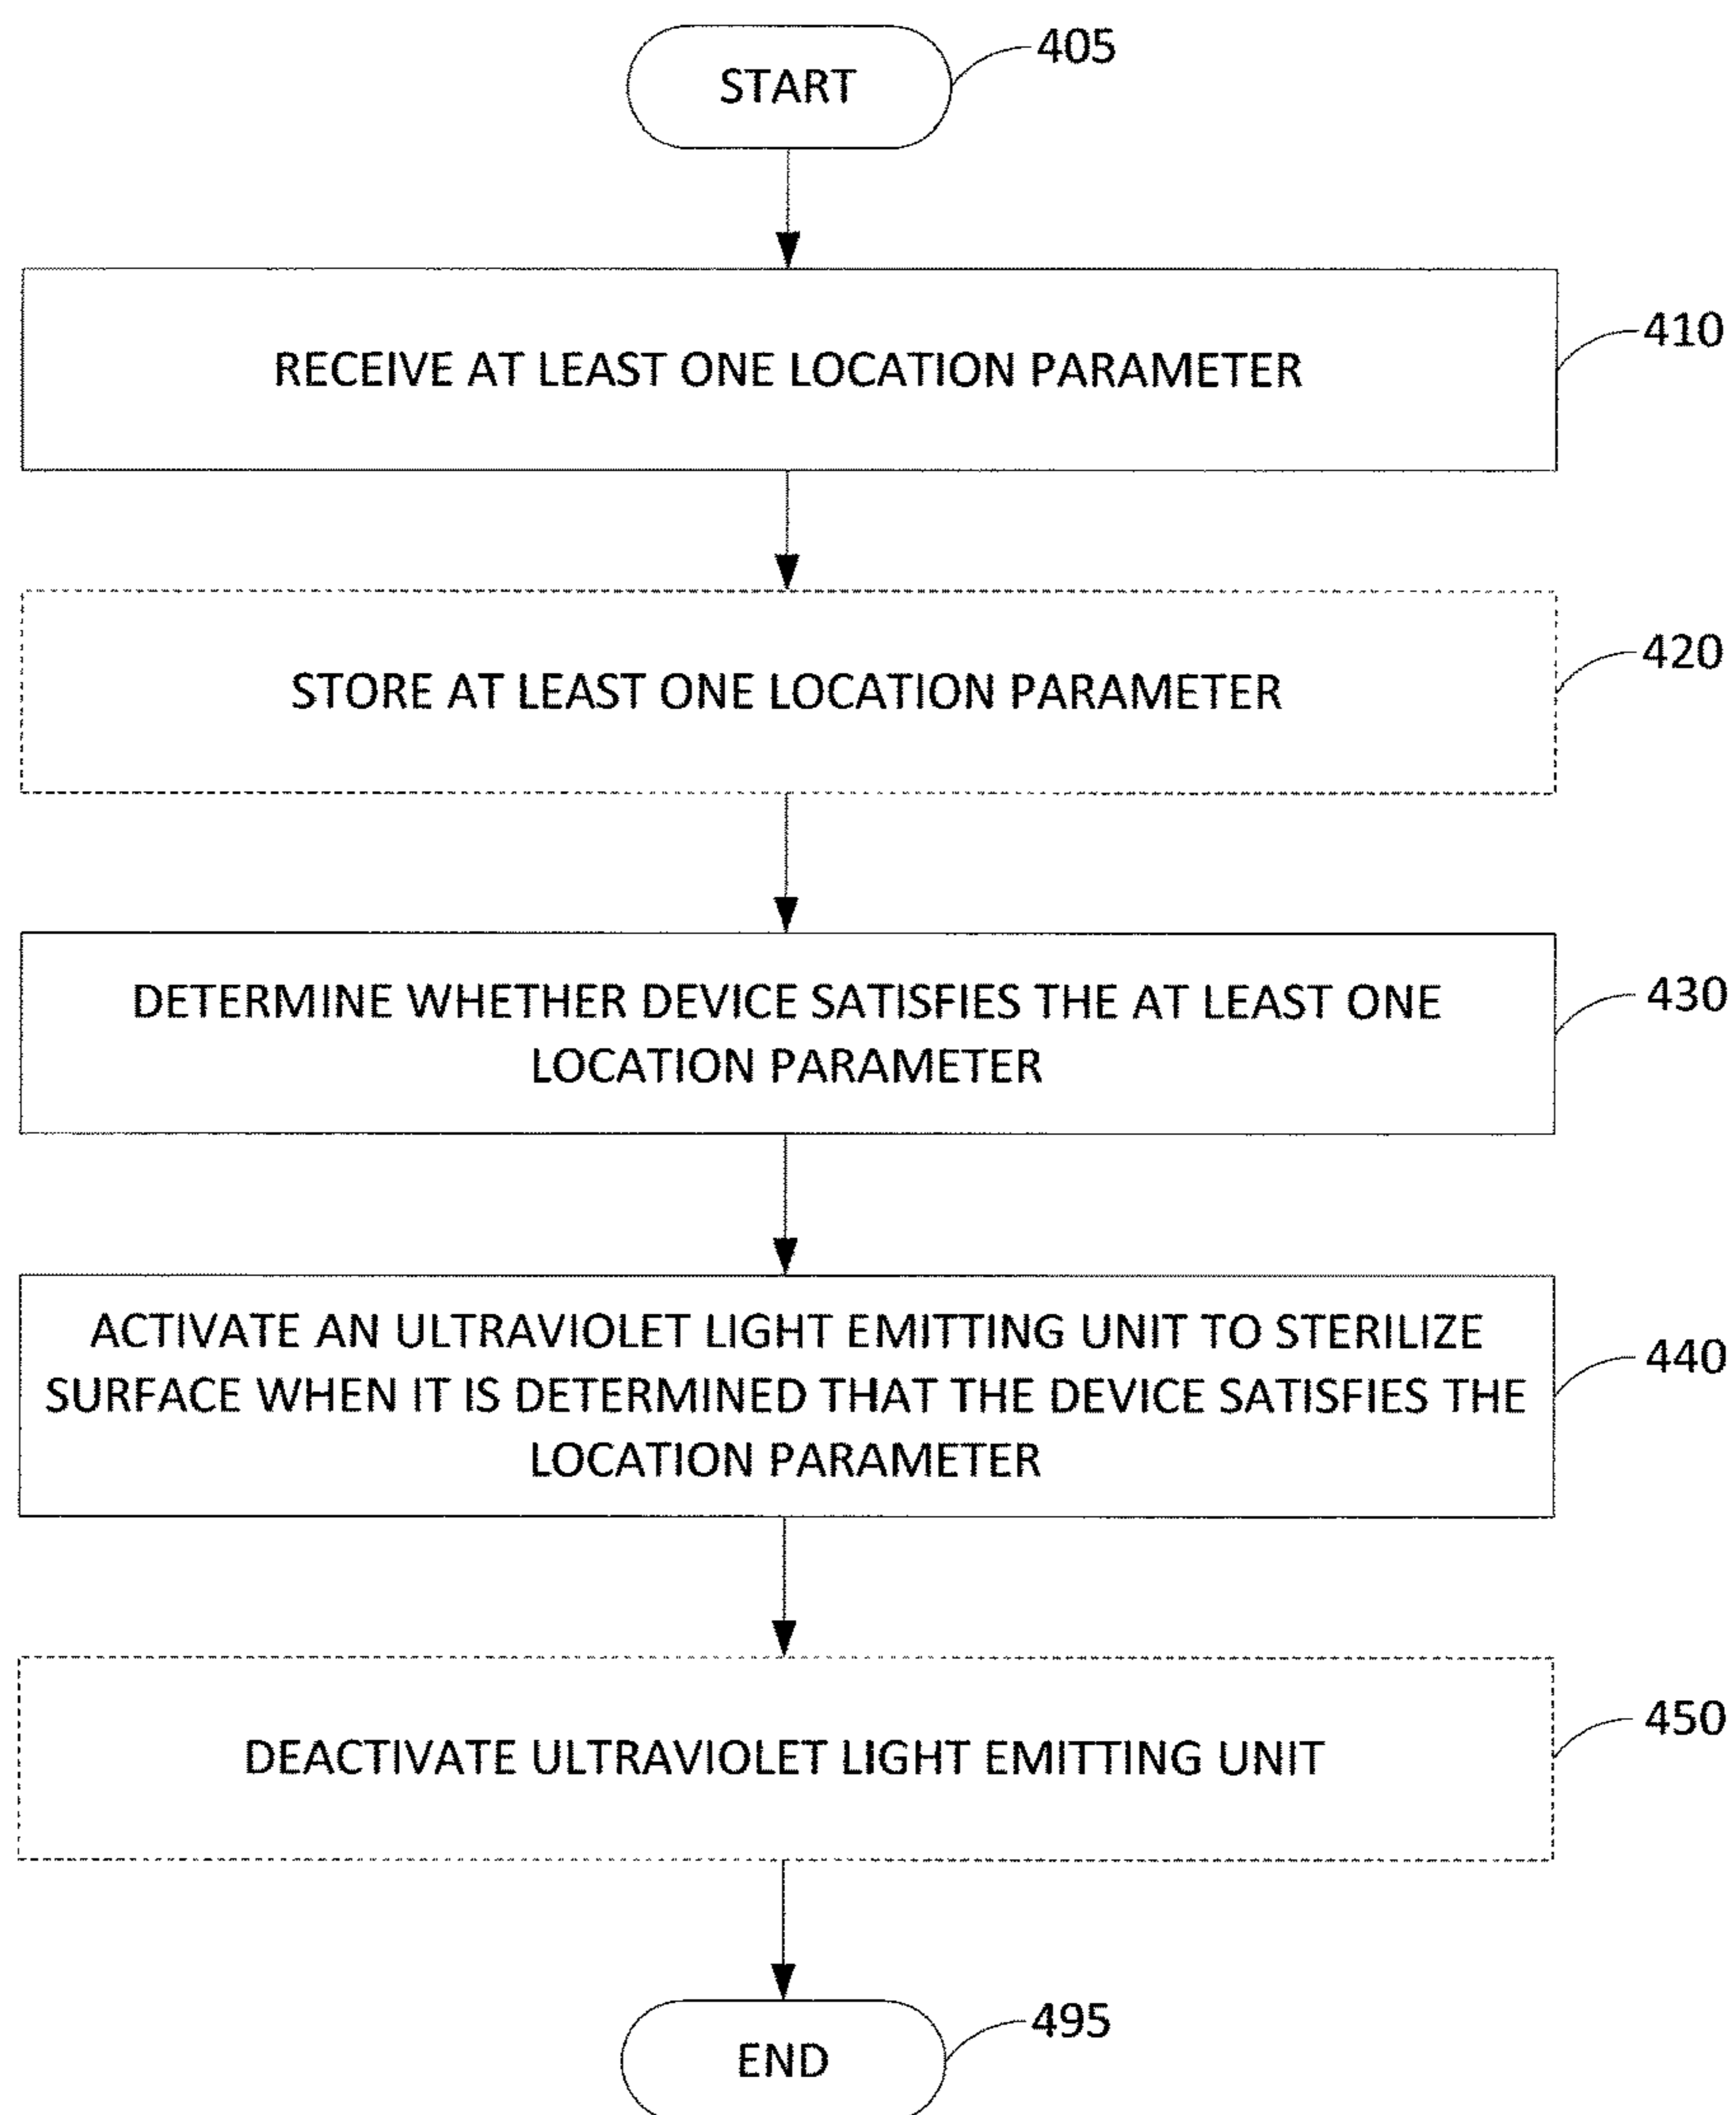 START
405
RECEIVE AT LEAST ONE LOCATION PARAMETER
410
STORE AT LEAST ONE LOCATION PARAMETER
420
DETERMINE WHETHER DEVICE SATISFIES THE AT LEAST ONE
LOCATION PARAMETER
430
ACTIVATE AN ULTRAVIOLET LIGHT EMITTING UNIT TO STERILIZE
SURFACE WHEN IT IS DETERMINED THAT THE DEVICE SATISFIES THE
LOCATION PARAMETER
440
DEACTIVATE ULTRAVIOLET LIGHT EMITTING UNIT
450
END
495